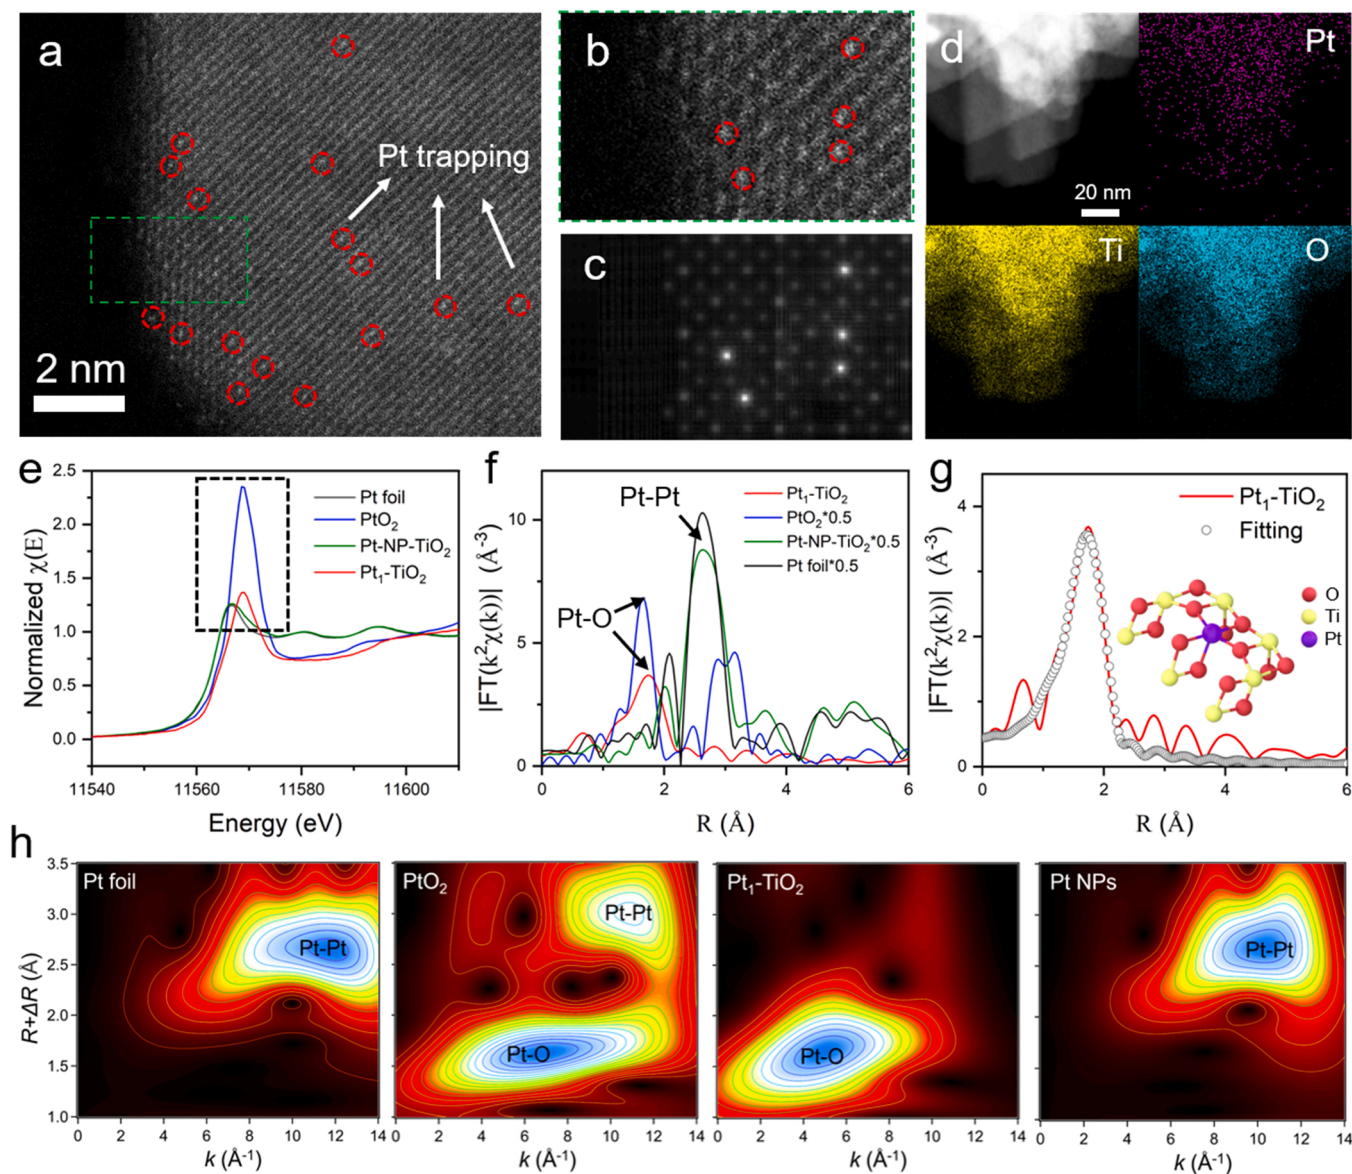 a
Pt trapping
2 nm
b
c
d
Pt
20 nm
Ti
O
e
2.5
2.0
1.5
1.0
0.5
0.0
Normalized χ(E)
Pt foil
PtO₂
Pt-NP-TiO₂
Pt₁-TiO₂
11540 11560 11580 11600
Energy (eV)
f
10
5
0
|FT(k²χ(k))| (Å⁻³)
Pt-Pt
Pt-O
Pt₁-TiO₂
PtO₂*0.5
Pt-NP-TiO₂*0.5
Pt foil*0.5
0 2 4 6
R (Å)
g
4
2
0
|FT(k²χ(k))| (Å⁻³)
Pt₁-TiO₂
Fitting
O
Ti
Pt
0 2 4 6
R (Å)
h
3.5
3.0
2.5
2.0
1.5
1.0
R+ΔR (Å)
Pt foil
Pt-Pt
0 2 4 6 8 10 12 14
k (Å⁻¹)
PtO₂
Pt-Pt
Pt-O
0 2 4 6 8 10 12 14
k (Å⁻¹)
Pt₁-TiO₂
Pt-O
0 2 4 6 8 10 12 14
k (Å⁻¹)
Pt NPs
Pt-Pt
0 2 4 6 8 10 12 14
k (Å⁻¹)